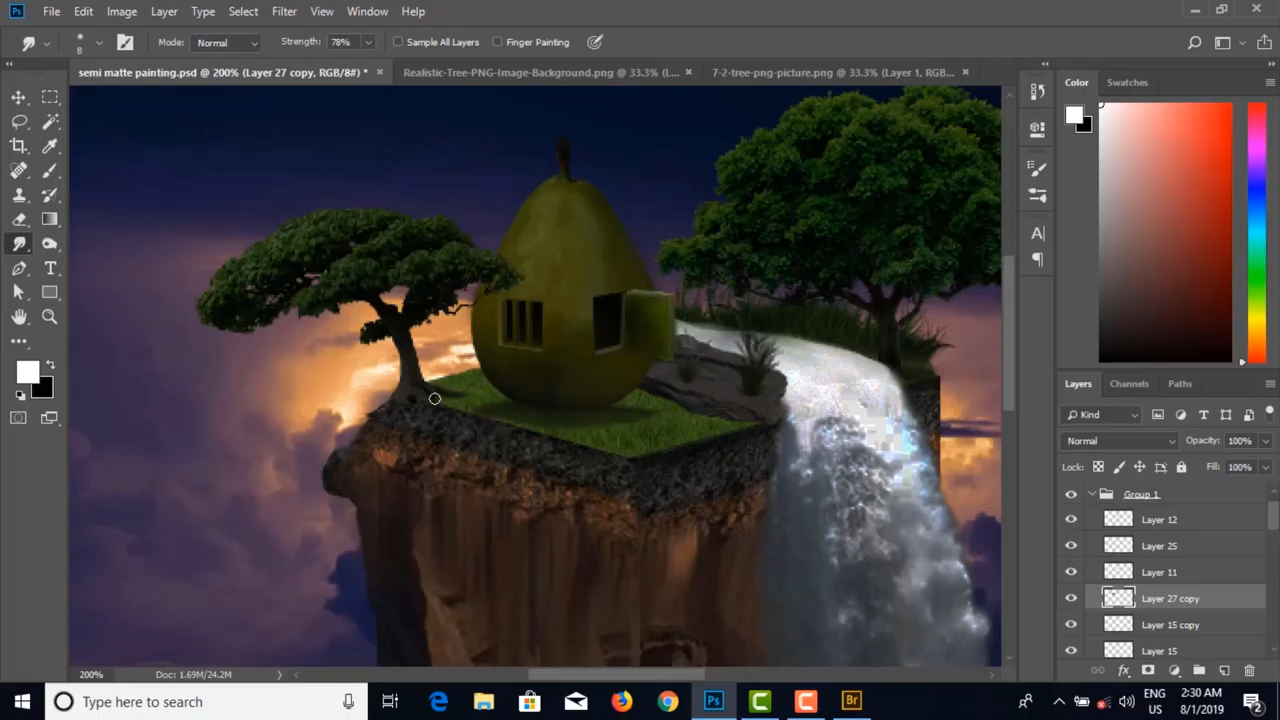 Ps File Edit Image Layer Type Select Filter View Window Help
8 Mode: Normal Strength: 78% Sample All Layers Finger Painting
semi matte painting.psd @ 200% (Layer 27 copy, RGB/8#) * × Realistic-Tree-PNG-Image-Background.png @ 33.3% (L... × 7-2-tree-png-picture.png @ 33.3% (Layer 1, RGB... ×
Color Swatches
Layers Channels Paths
Kind
Normal Opacity: 100%
Lock: Fill: 100%
Group 1
Layer 12
Layer 25
Layer 11
Layer 27 copy
Layer 15 copy
Layer 15
200% Doc: 1.69M/24.2M
Type here to search
ENG
US
2:30 AM
8/1/2019
2